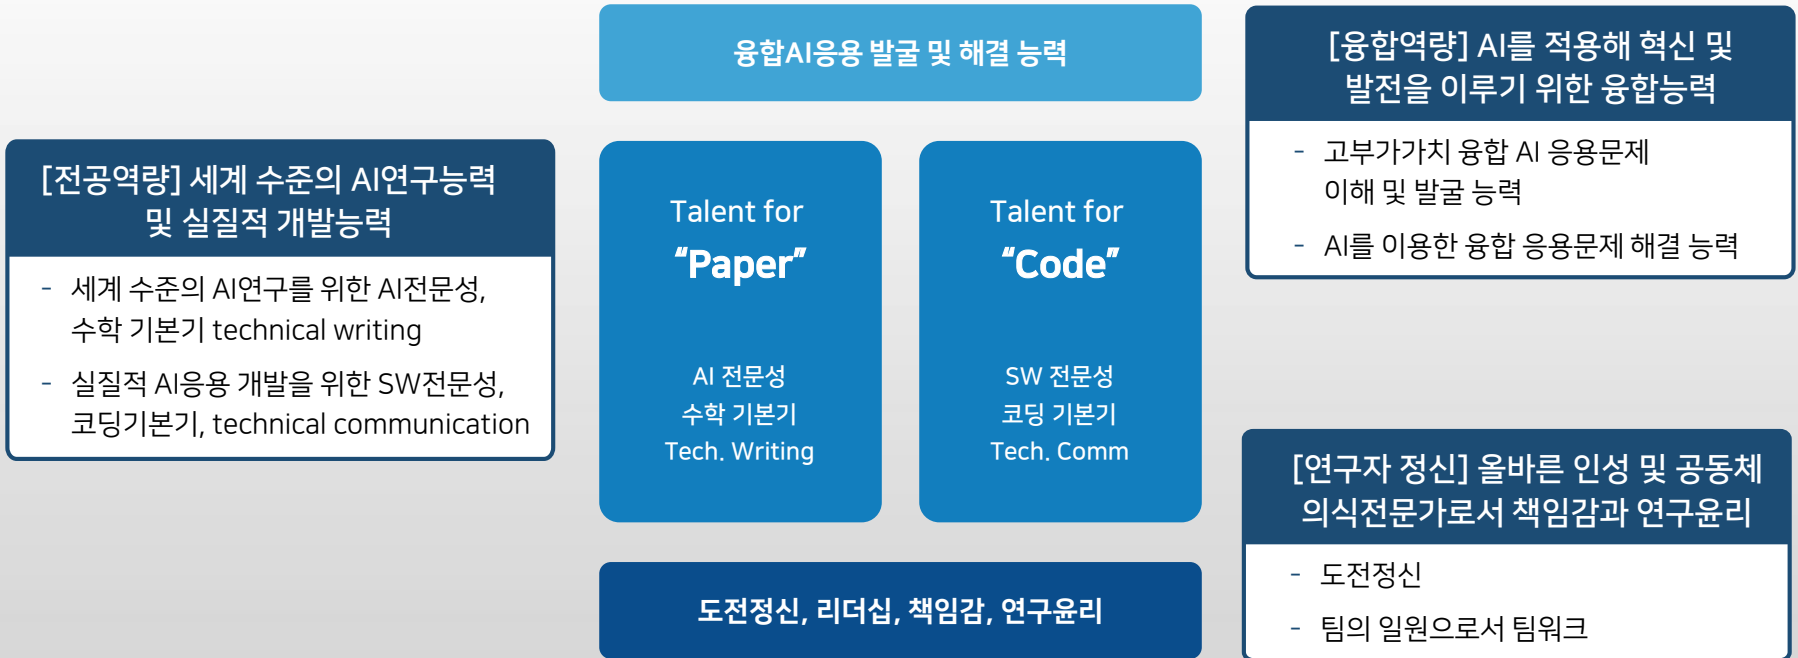 융합AI응용 발굴 및 해결 능력
[전공역량] 세계 수준의 AI연구능력
및 실질적 개발능력
- 세계 수준의 AI연구를 위한 AI전문성,
수학 기본기 technical writing
- 실질적 AI응용 개발을 위한 SW전문성,
코딩기본기, technical communication
Talent for
“Paper”
AI 전문성
수학 기본기
Tech. Writing
Talent for
“Code”
SW 전문성
코딩 기본기
Tech. Comm
도전정신, 리더십, 책임감, 연구윤리
[융합역량] AI를 적용해 혁신 및
발전을 이루기 위한 융합능력
- 고부가가치 융합 AI 응용문제
이해 및 발굴 능력
- AI를 이용한 융합 응용문제 해결 능력
[연구자 정신] 올바른 인성 및 공동체
의식전문가로서 책임감과 연구윤리
- 도전정신
- 팀의 일원으로서 팀워크